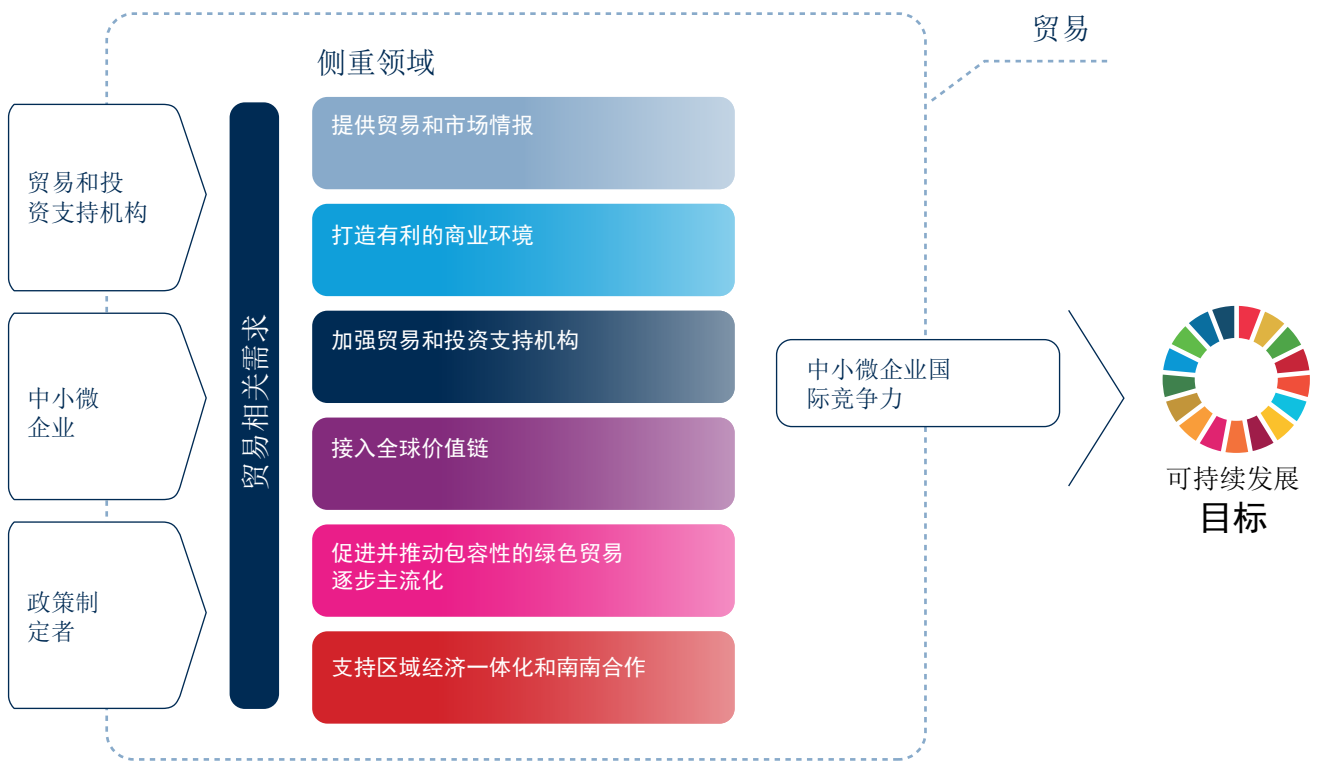 贸易
侧重领域
贸易和投
资支持机构
中小微
企业
政策制
定者
贸易相关需求
提供贸易和市场情报
打造有利的商业环境
加强贸易和投资支持机构
接入全球价值链
促进并推动包容性的绿色贸易
逐步主流化
支持区域经济一体化和南南合作
中小微企业国
际竞争力
可持续发展
目标